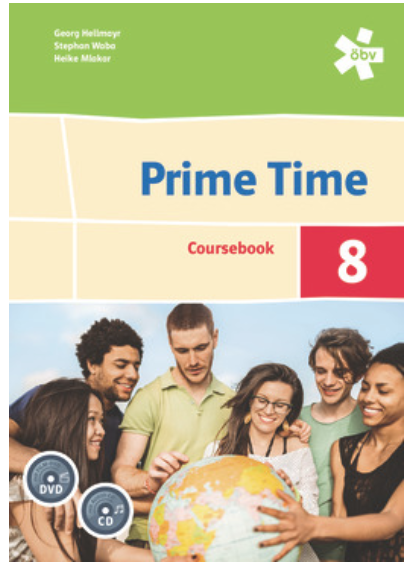 Georg Hellmayr
Stephan Waba
Heike Mlakar
öbv
Prime Time
Coursebook
8
DVD
CD